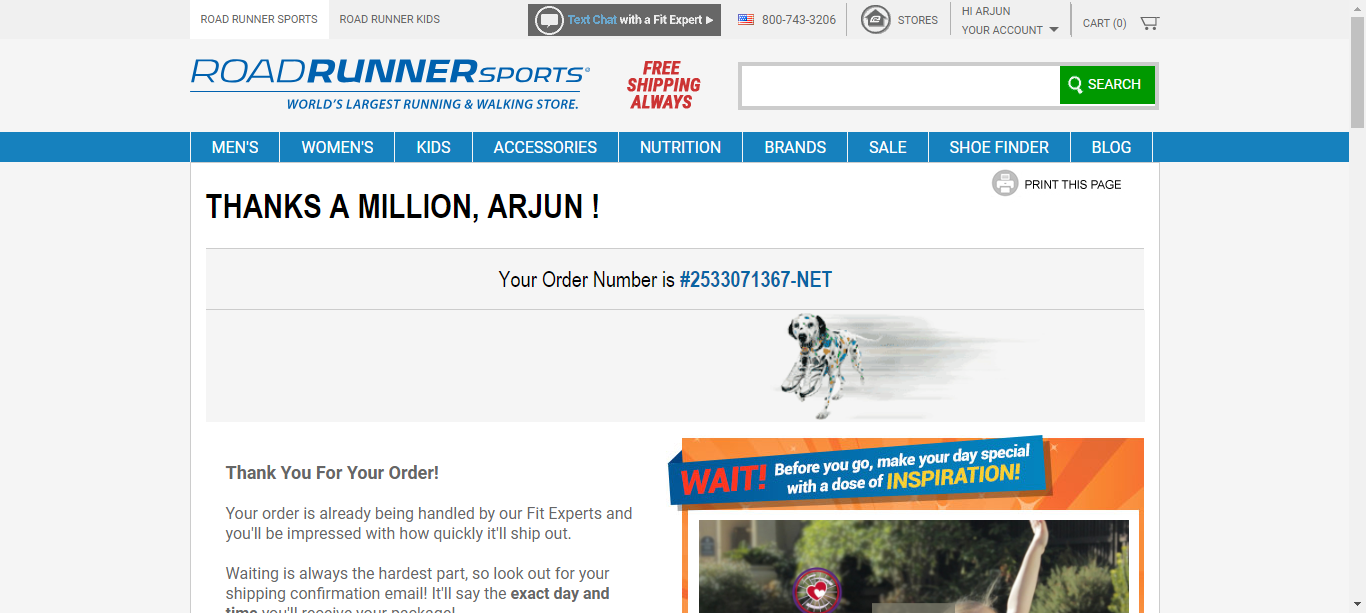 ROAD RUNNER SPORTS
ROAD RUNNER KIDS
Text Chat with a Fit Expert
800-743-3206
STORES
HI ARJUN
YOUR ACCOUNT
CART (0)
ROADRUNNERSPORTS®
WORLD'S LARGEST RUNNING & WALKING STORE.
FREE
SHIPPING
ALWAYS
SEARCH
MEN'S
WOMEN'S
KIDS
ACCESSORIES
NUTRITION
BRANDS
SALE
SHOE FINDER
BLOG
PRINT THIS PAGE
THANKS A MILLION, ARJUN !
Your Order Number is #2533071367-NET
Thank You For Your Order!
Your order is already being handled by our Fit Experts and
you'll be impressed with how quickly it'll ship out.
Waiting is always the hardest part, so look out for your
shipping confirmation email! It'll say the exact day and
time you'll receive your package!
WAIT! Before you go, make your day special
with a dose of INSPIRATION!